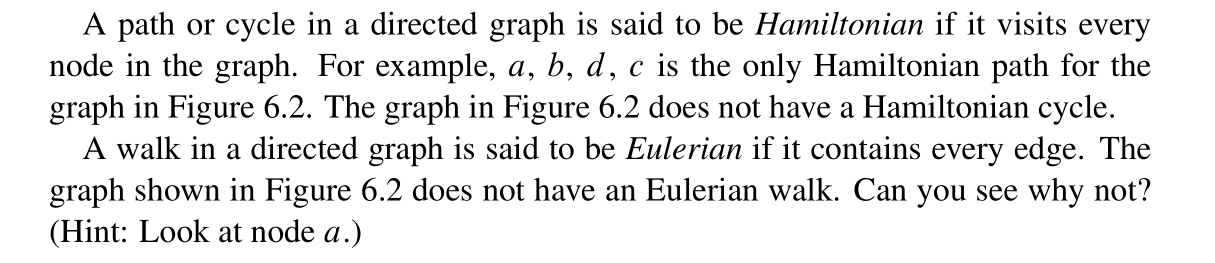 A path or cycle in a directed graph is said to be Hamiltonian if it visits every
node in the graph. For example, a, b, d, c is the only Hamiltonian path for the
graph in Figure 6.2. The graph in Figure 6.2 does not have a Hamiltonian cycle.
A walk in a directed graph is said to be Eulerian if it contains every edge. The
graph shown in Figure 6.2 does not have an Eulerian walk. Can you see why not?
(Hint: Look at node a.)